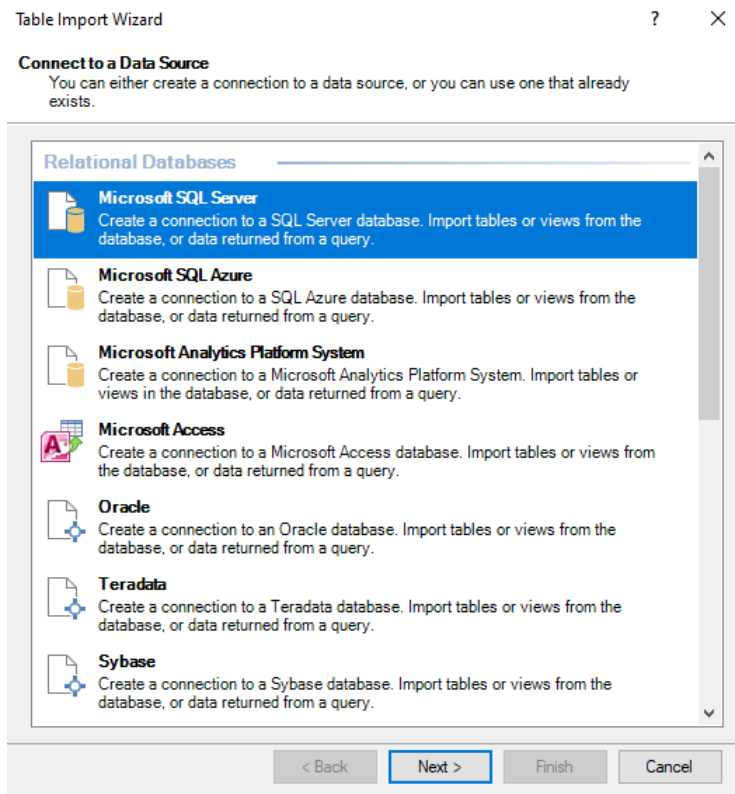 Table Import Wizard
?
Connect to a Data Source
You can either create a connection to a data source, or you can use one that already
exists.
Relational Databases
Microsoft SQL Server
Create a connection to a SQL Server database. Import tables or views from the
database, or data returned from a query.
Microsoft SQL Azure
Create a connection to a SQL Azure database. Import tables or views from the
database, or data returned from a query.
Microsoft Analytics Platform System
Create a connection to a Microsoft Analytics Platform System. Import tables or
views in the database, or data returned from a query.
A
Microsoft Access
Create a connection to a Microsoft Access database. Import tables or views from
the database, or data returned from a query.
Oracle
Create a connection to an Oracle database. Import tables or views from the
database, or data returned from a query.
Teradata
Create a connection to a Teradata database. Import tables or views from the
database, or data returned from a query.
Sybase
Create a connection to a Sybase database. Import tables or views from the
database, or data returned from a query.
< Back
Next >
Finish
Cancel